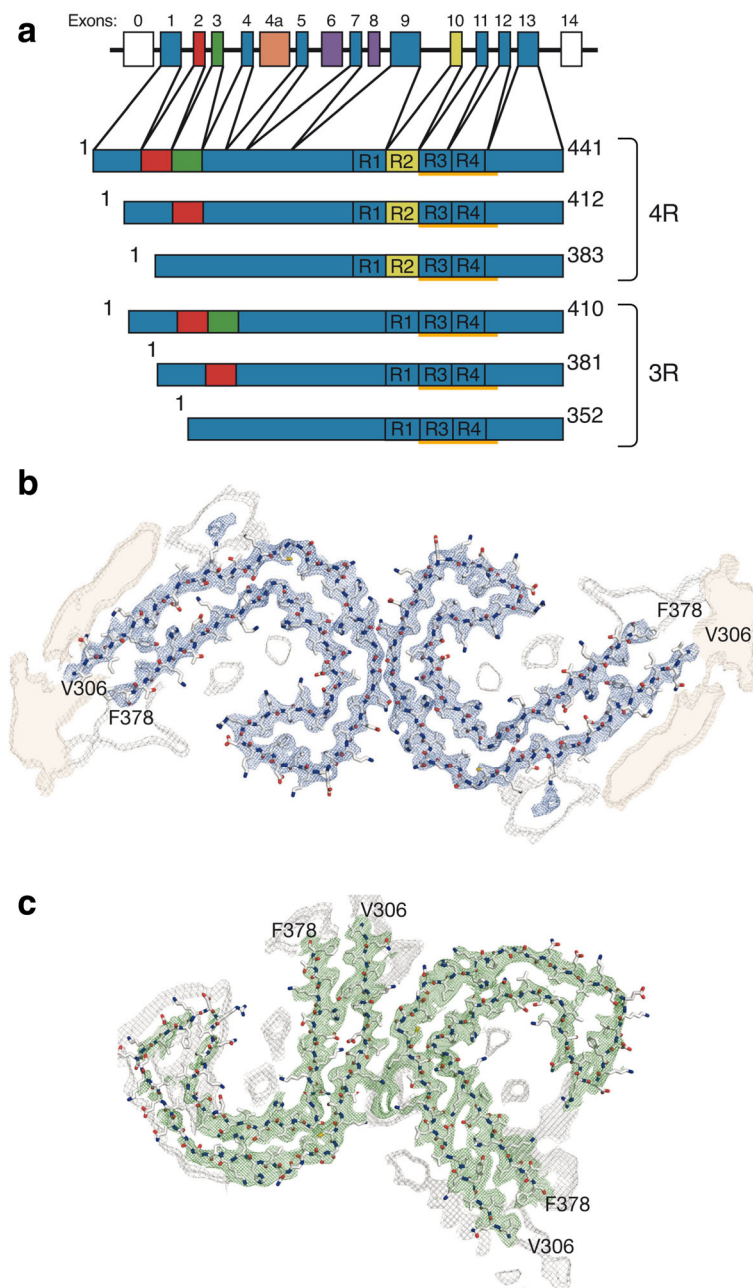 a
Exons: 0 1 2 3 4 4a 5 6 7 8 9 10 11 12 13 14
1 R1 R2 R3 R4 441
1 R1 R2 R3 R4 412
4R
1 R1 R2 R3 R4 383
1 R1 R3 R4 410
1 R1 R3 R4 381
3R
1 R1 R3 R4 352
b
F378
V306
V306
F378
c
V306
F378
F378
V306